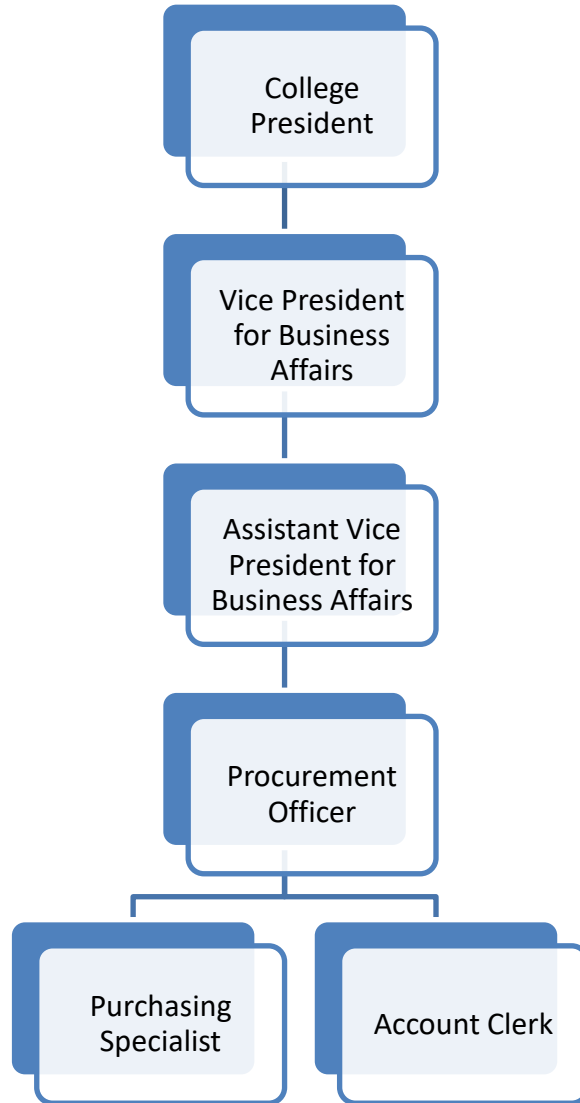 College
President
Vice President
for Business
Affairs
Assistant Vice
President for
Business Affairs
Procurement
Officer
Purchasing
Specialist
Account Clerk